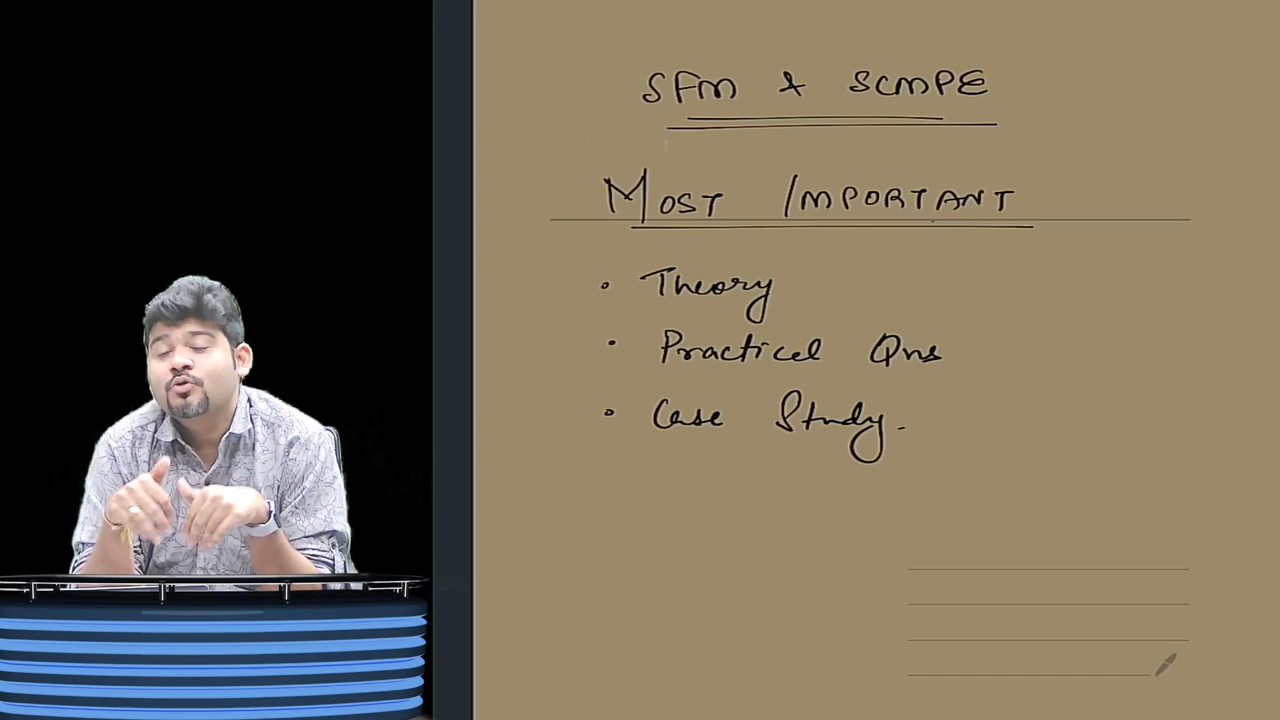 SFM & SCMPE
MOST IMPORTANT
• Theory
• Practical Qns
• Case Study.